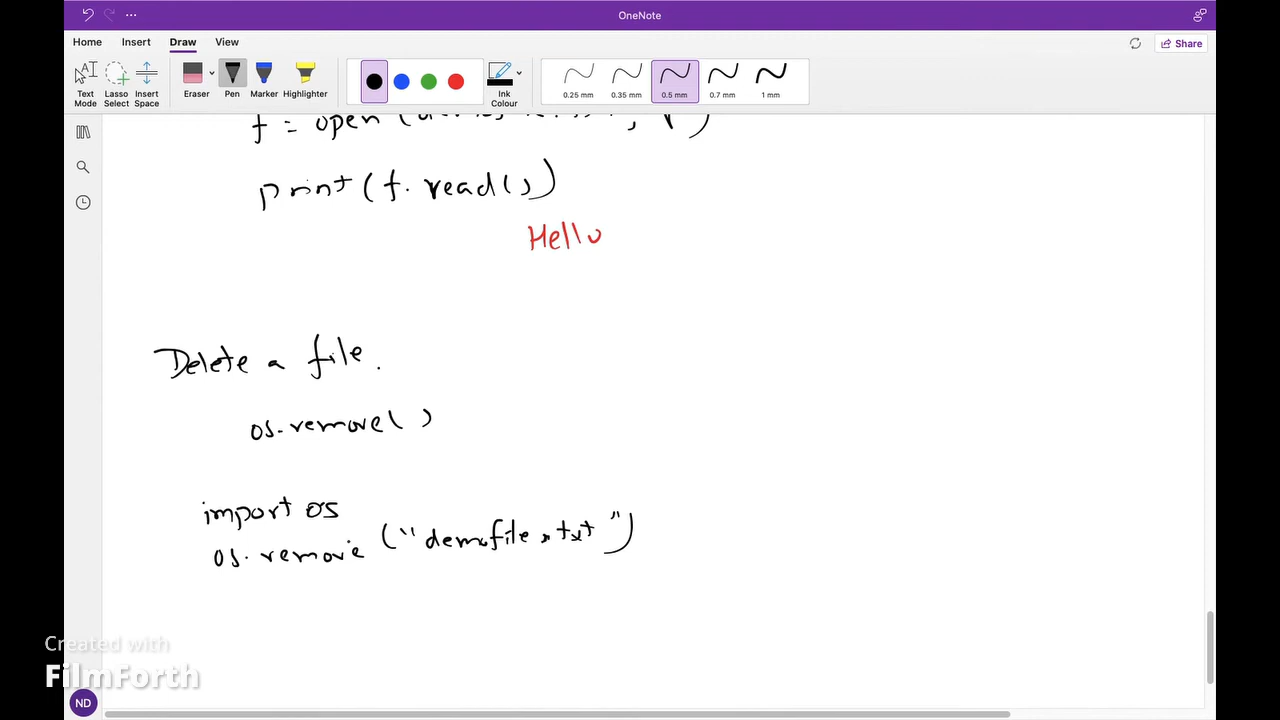 OneNote
Home Insert Draw View
Share
Text Mode
Lasso Select
Insert Space
Eraser
Pen
Marker
Highlighter
Ink Colour
0.25 mm 0.35 mm 0.5 mm 0.7 mm 1 mm
f = open (
print(f.read())
Hello
Delete a file.
os.remove( )
import os
os.remove ("demofile.txt")
Created with
FilmForth
ND